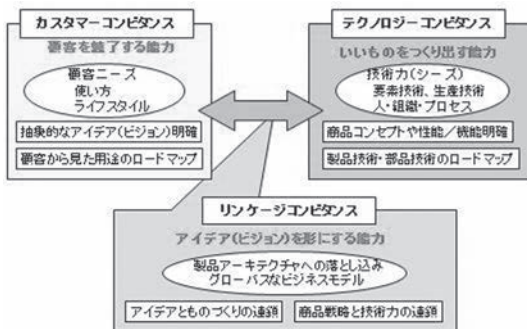 カスタマーコンピタンス
顧客を魅了する能力
顧客ニーズ
使い方
ライフスタイル
抽象的なアイデア(ビジョン)明確
顧客から見た用途のロードマップ
テクノロジーコンピタンス
いいものをつくり出す能力
技術力(シーズ)
要素技術、生産技術
人・組織・プロセス
商品コンセプトや性能/機能明確
製品技術・部品技術のロードマップ
リンケージコンピタンス
アイデア(ビジョン)を形にする能力
製品アーキテクチャへの落とし込み
グローバルなビジネスモデル
アイデアとものづくりの連鎖
商品戦略と技術力の連鎖